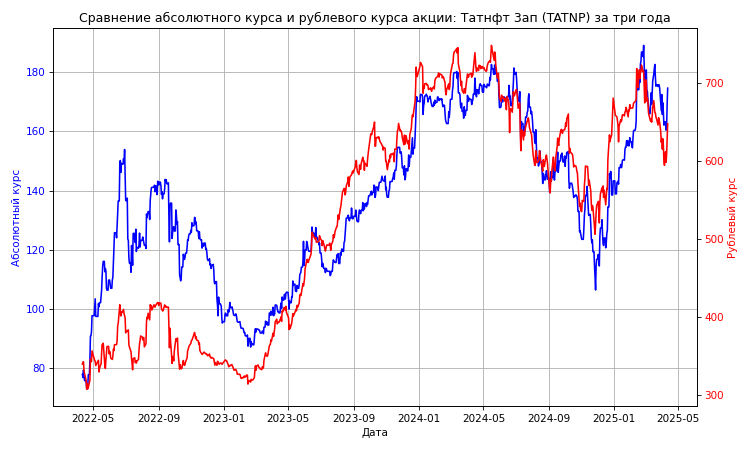 Сравнение абсолютного курса и рублевого курса акции: Татнфт 3ап (TATNP) за три года
Абсолютный курс
180
160
140
120
100
80
700
600
500
400
300
Рублевый курс
2022-05 2022-09 2023-01 2023-05 2023-09 2024-01 2024-05 2024-09 2025-01 2025-05
Дата